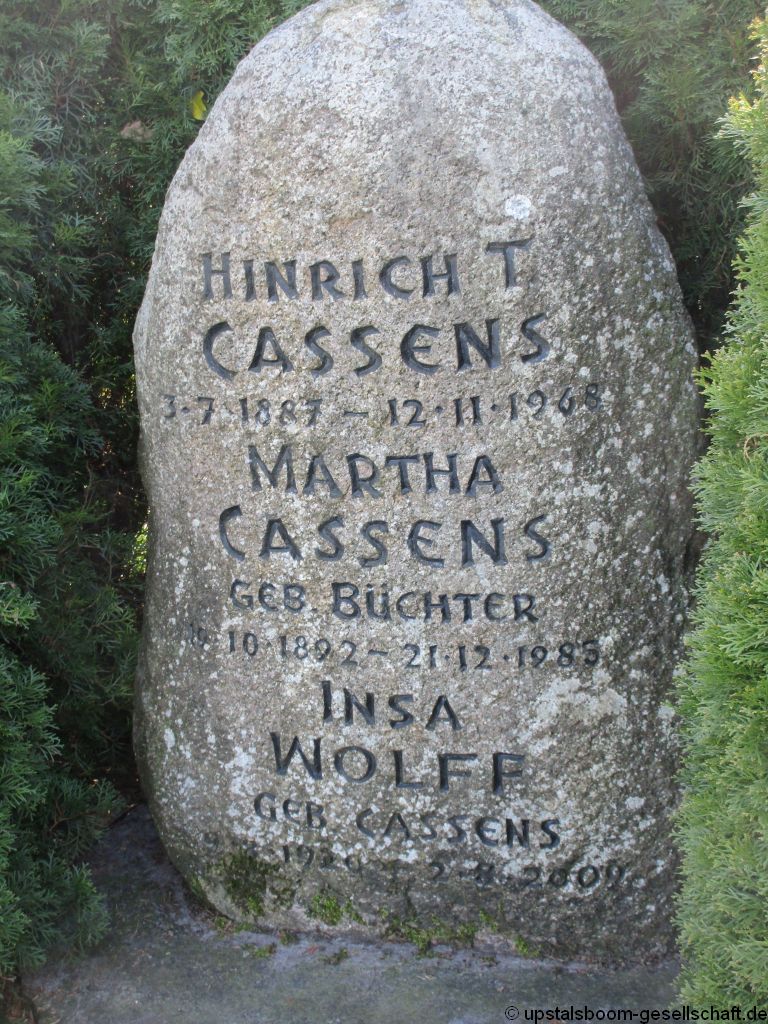 HINRICH T.
CASSENS
3·7·1887 – 12·11·1968
MARTHA
CASSENS
GEB. BÜCHTER
10·1892 – 21·12·1985
INSA
WOLFF
GEB CASSENS
2·8·2009
© upstalsboom-gesellschaft.de